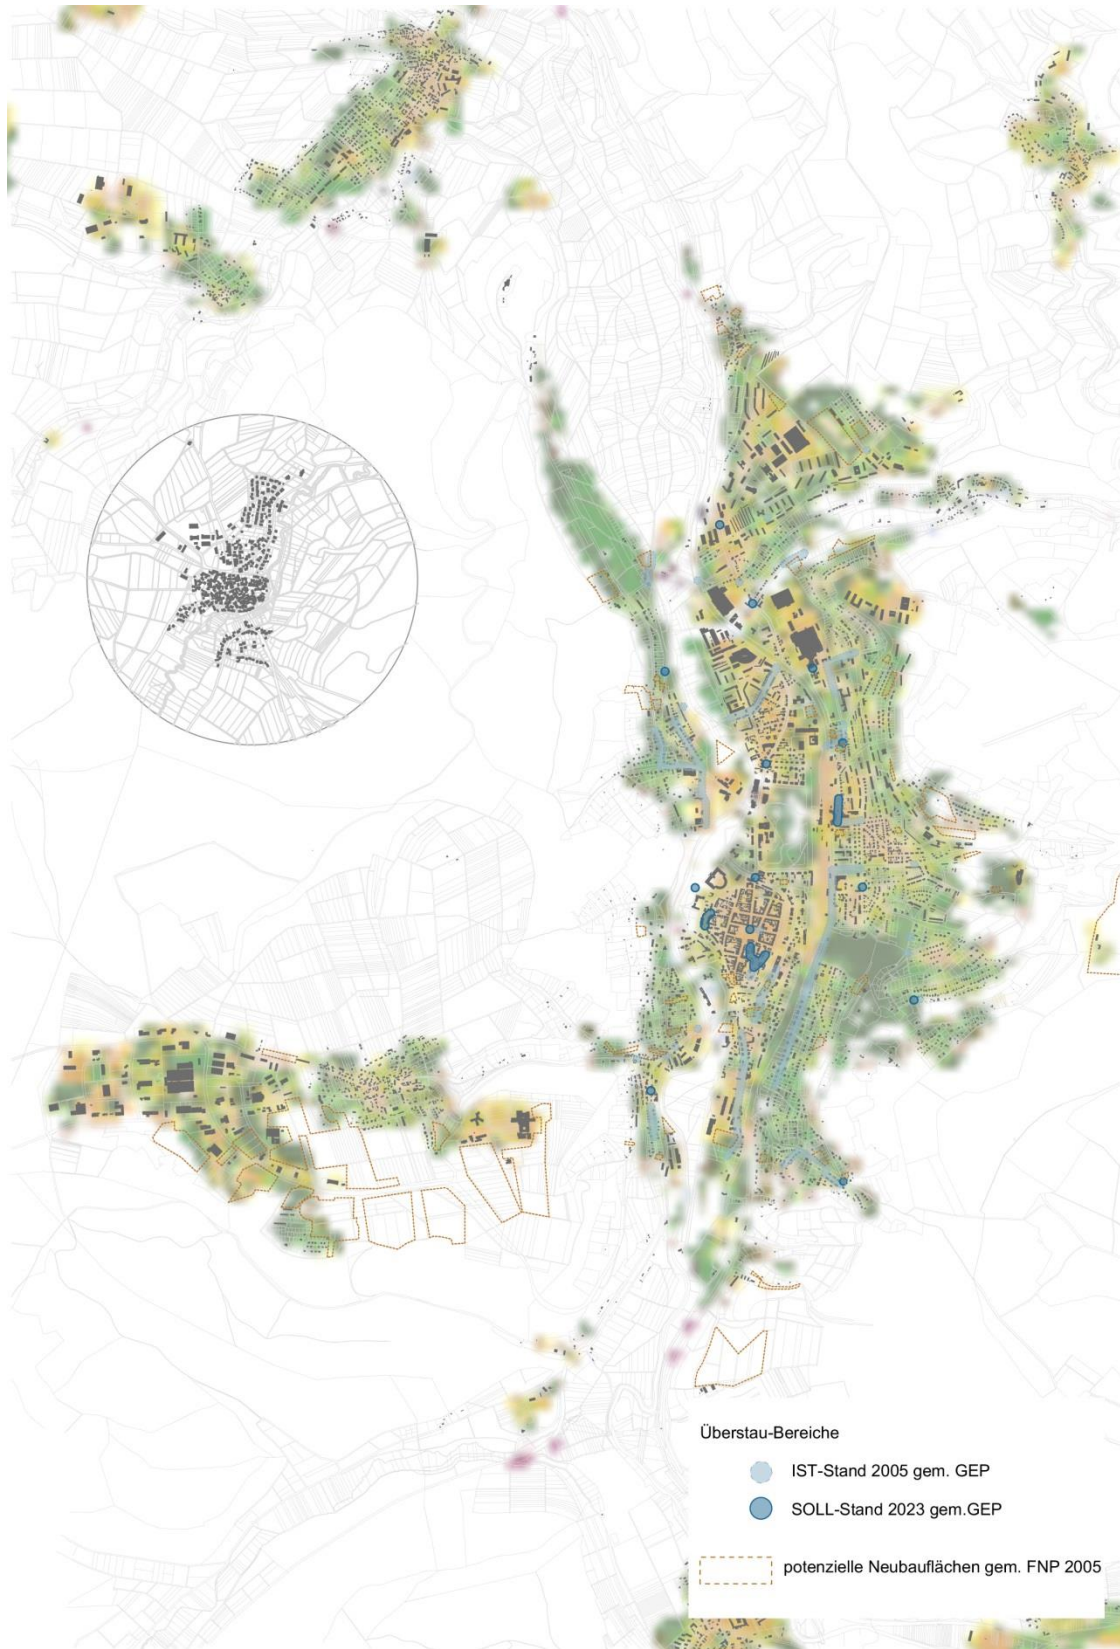 Überstau-Bereiche
IST-Stand 2005 gem. GEP
SOLL-Stand 2023 gem.GEP
potenzielle Neubauflächen gem. FNP 2005